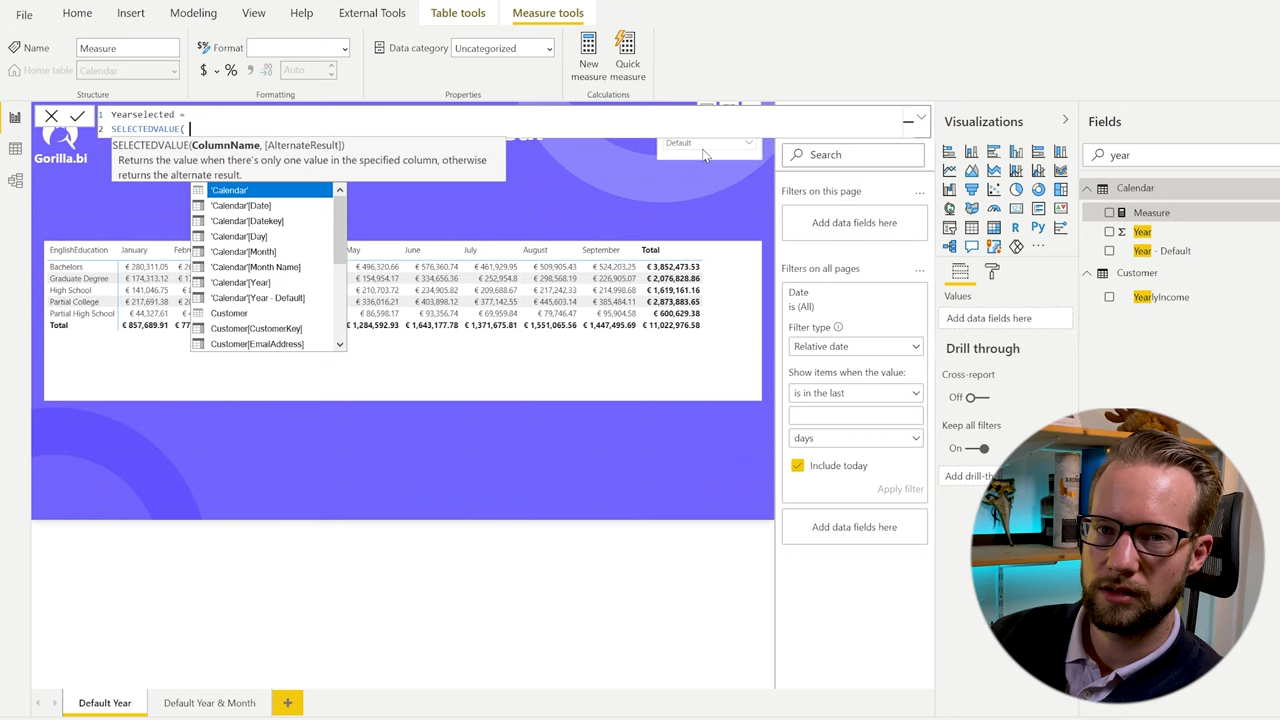 File Home Insert Modeling View Help External Tools Table tools Measure tools
Name Measure Format Data category Uncategorized
Home table Calendar $ % Auto New measure Quick measure
Structure Formatting Properties Calculations
1 Yearselected =
2 SELECTEDVALUE(
SELECTEDVALUE(ColumnName, [AlternateResult])
Returns the value when there's only one value in the specified column, otherwise
returns the alternate result.
Gorilla.bi
Default
'Calendar'
'Calendar'[Date]
'Calendar'[Datekey]
'Calendar'[Day]
'Calendar'[Month]
'Calendar'[Month Name]
'Calendar'[Year]
'Calendar'[Year - Default]
Customer
Customer[CustomerKey]
Customer[EmailAddress]
EnglishEducation January May June July August September Total
Bachelors € 280,311.05 € 496,320.66 € 576,360.74 € 461,929.95 € 509,905.43 € 524,203.25 € 3,852,473.53
Graduate Degree € 174,313.12 € 154,954.17 € 334,656.36 € 252,954.8 € 298,568.19 € 226,905.07 € 2,076,828.86
High School € 141,046.75 € 210,723.52 € 234,905.82 € 209,688.67 € 217,242.33 € 214,998.68 € 1,619,161.16
Partial College € 217,691.38 € 336,016.21 € 403,898.12 € 377,142.55 € 445,603.14 € 385,484.11 € 2,873,883.65
Partial High School € 44,327.61 € 86,598.17 € 93,356.74 € 69,959.84 € 79,746.47 € 95,904.58 € 600,629.38
Total € 857,689.91 € 1,284,592.93 € 1,643,177.78 € 1,371,675.81 € 1,551,065.56 € 1,447,495.69 € 11,022,976.58
Search
Filters on this page ...
Add data fields here
Filters on all pages ...
Date
is (All)
Filter type
Relative date
Show items when the value:
is in the last
days
Include today
Apply filter
Add data fields here
Visualizations
R Py ...
Values
Add data fields here
Drill through
Cross-report
Off
Keep all filters
On
Fields
year
Calendar
Measure
Year
Year - Default
Customer
YearlyIncome
Default Year Default Year & Month +